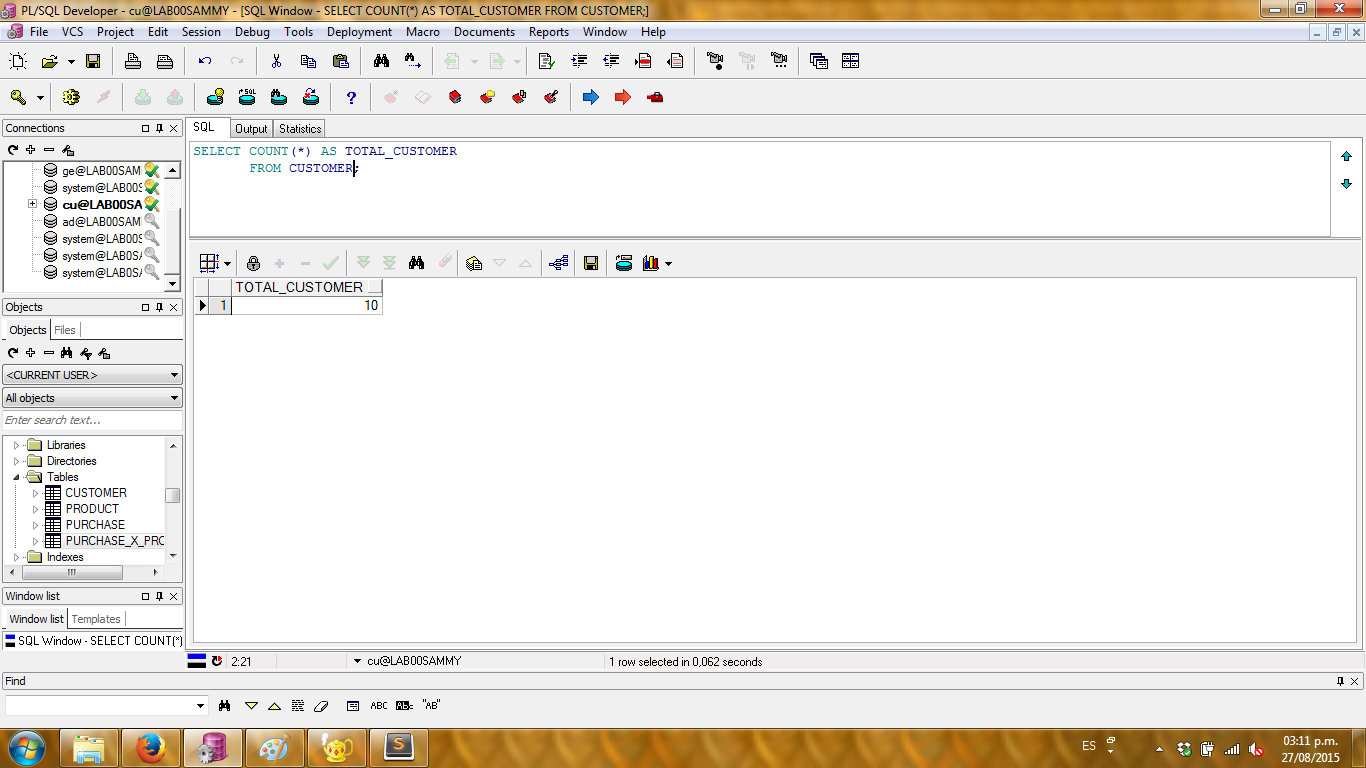 PL/SQL Developer - cu@LAB00SAMMY - [SQL Window - SELECT COUNT(*) AS TOTAL_CUSTOMER FROM CUSTOMER;]
File VCS Project Edit Session Debug Tools Deployment Macro Documents Reports Window Help
Connections
ge@LAB00SAM
system@LAB00S
cu@LAB00SA
ad@LAB00SAM
system@LAB00S
system@LAB00SA
system@LAB0SA
Objects
Objects Files
<CURRENT USER>
All objects
Enter search text...
Libraries
Directories
Tables
CUSTOMER
PRODUCT
PURCHASE
PURCHASE_X_PRO
Indexes
Window list
Window list Templates
SQL Window - SELECT COUNT(*)
SQL Output Statistics
SELECT COUNT(*) AS TOTAL_CUSTOMER
FROM CUSTOMER;
TOTAL_CUSTOMER
1 10
2:21 cu@LAB00SAMMY 1 row selected in 0,062 seconds
Find
ABC "AB"
ES
03:11 p.m.
27/08/2015